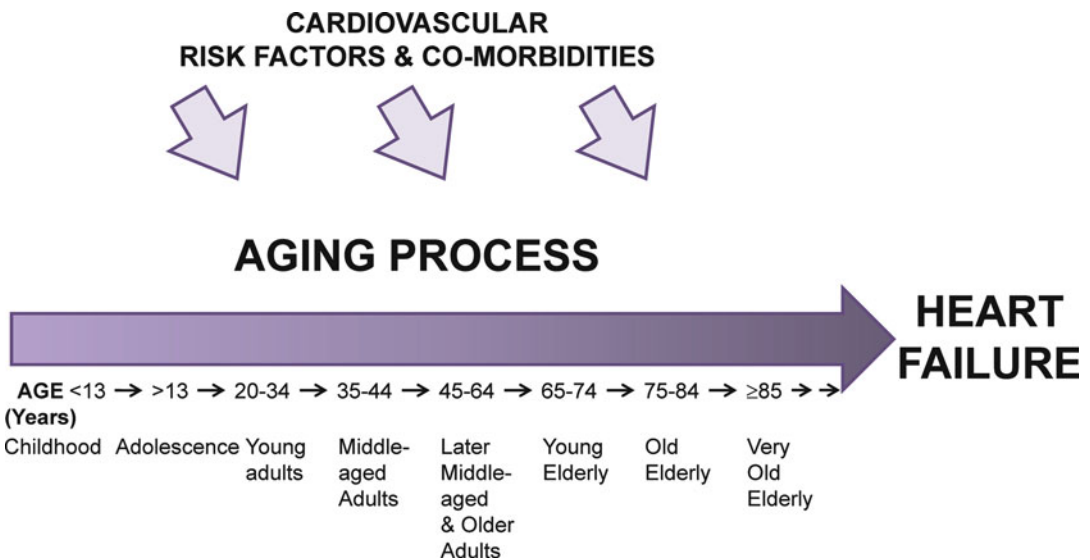 CARDIOVASCULAR
RISK FACTORS & CO-MORBIDITIES
AGING PROCESS
HEART
FAILURE
AGE <13 → >13 → 20-34 → 35-44 → 45-64 → 65-74 → 75-84 → ≥85 → →
(Years)
Childhood Adolescence Young Middle- Later Young Old Very
adults aged Middle- Elderly Elderly Old
Adults aged Elderly
& Older
Adults